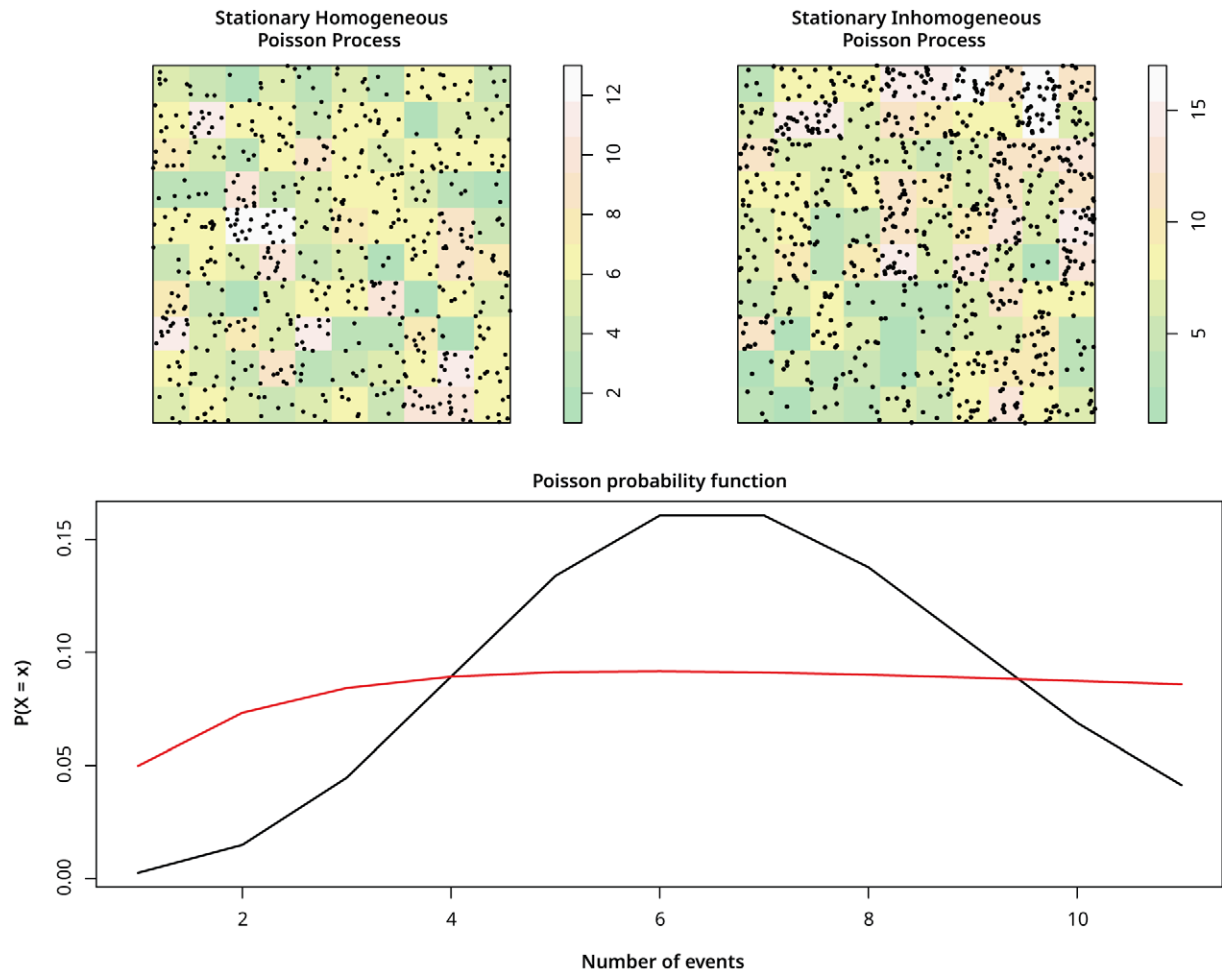 Stationary Homogeneous
Poisson Process
12
10
8
6
4
2
Stationary Inhomogeneous
Poisson Process
15
10
5
Poisson probability function
P(X = x)
0.15
0.10
0.05
0.00
2 4 6 8 10
Number of events